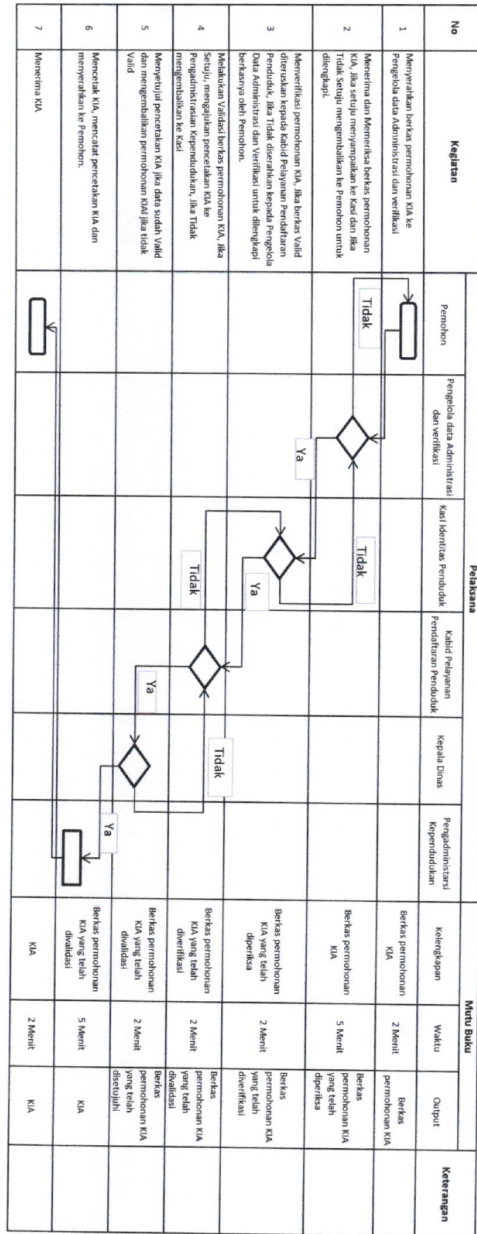 No
Kegiatan
Pelaksana
Mutu Buku
Keterangan
Pemohon
Pengelola data Administrasi
dan verifikasi
Kasi Identitas Penduduk
Kabid Pelayanan
Pendaftaran Penduduk
Kepala Dinas
Pengadministarsi
Kependudukan
Kelengkapan
Waktu
Output
1
Menyerahkan berkas permohonan KIA ke
Pengelola data Adminitrasi dan verifikasi
Berkas permohonan
KIA
2 Menit
Berkas
permohonan KIA
2
Menerima dan Memeriksa berkas permohonan
KIA, Jika setuju menyampaikan ke Kasi dan Jika
Tidak Setuju mengembalikan ke Pemohon untuk
dilengkapi.
Tidak
Ya
Tidak
Berkas permohonan
KIA
5 Menit
Berkas
permohonan KIA
yang telah
diperiksa
3
Menyerifikasi permohonan KIA, Jika berkas Valid
diteruskan kepada Kabid Pelayanan Pendaftaran
Penduduk, Jika Tidak diserahkan kepada Pengelola
Data Administrasi dan Verifikasi untuk dilengkapi
berkasnya oleh Pemohon.
Ya
Berkas permohonan
KIA yang telah
diperiksa
2 Menit
Berkas
permohonan KIA
yang telah
diverifikasi
4
Melakukan Validasi berkas permohonan KIA, Jika
Setuju, mengajukan pencetakan KIA ke
Pengadministrasian Kependudukan, Jika Tidak
mengembalikan ke Kasi
Tidak
Ya
Tidak
Berkas permohonan
KIA yang telah
diverifikasi
2 Menit
Berkas
permohonan KIA
yang telah
divalidasi
5
Menyetujui pencetakan KIA jika data sudah Valid
dan mengembalikan permohonan KIAI jika tidak
Valid
Ya
Berkas permohonan
KIA yang telah
divalidasi
2 Menit
Berkas
permohonan KIA
yang telah
disetujuhi
6
Mencetak KIA, mencatat pencetakan KIA dan
menyerahkan ke Pemohon.
Berkas permohonan
KIA yang telah
divalidasi
5 Menit
KIA
7
Menerima KIA
KIA
2 Menit
KIA